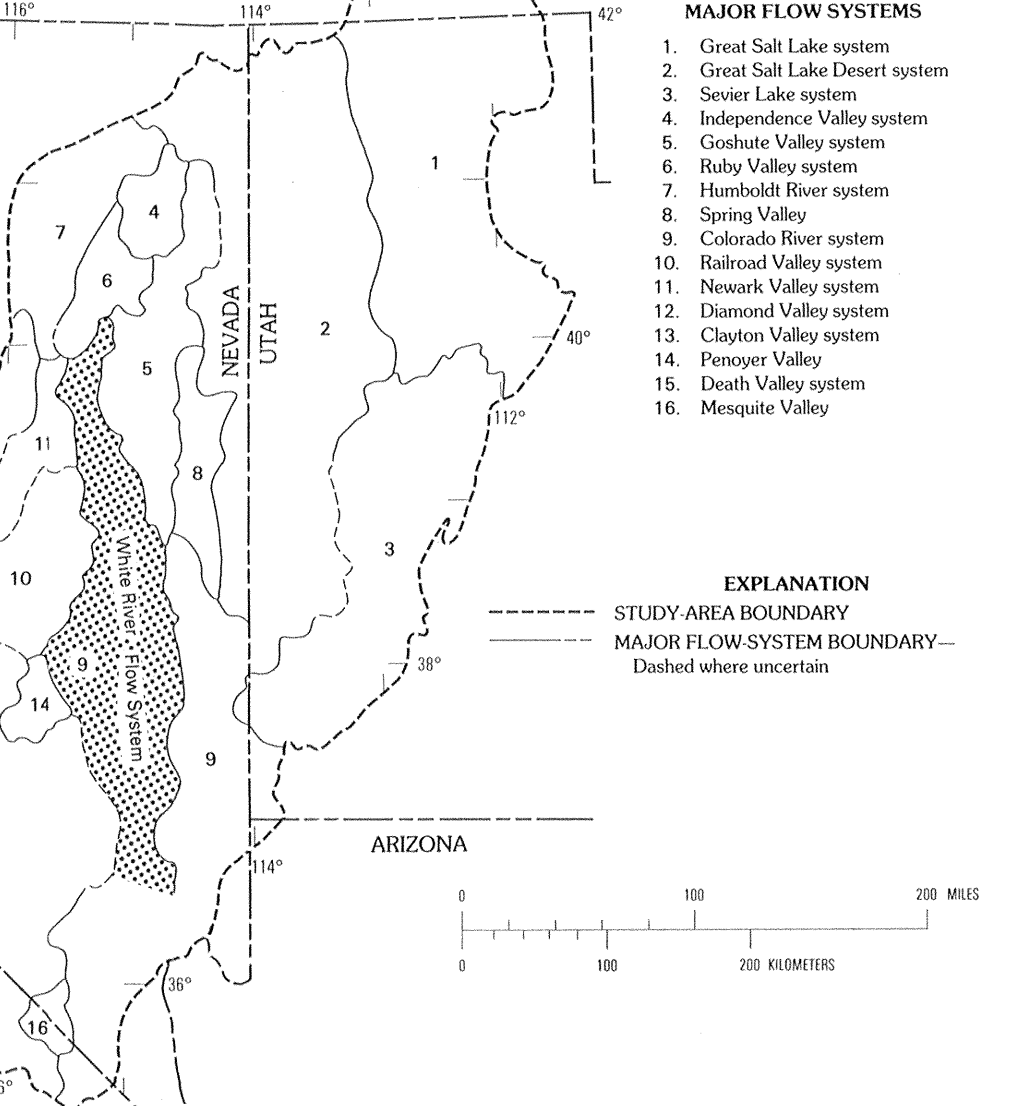 116°
114°
42°
MAJOR FLOW SYSTEMS
1. Great Salt Lake system
2. Great Salt Lake Desert system
3. Sevier Lake system
4. Independence Valley system
5. Goshute Valley system
6. Ruby Valley system
7. Humboldt River system
8. Spring Valley
9. Colorado River system
10. Railroad Valley system
11. Newark Valley system
12. Diamond Valley system
13. Clayton Valley system
14. Penoyer Valley
15. Death Valley system
16. Mesquite Valley
1
4
7
6
NEVADA
UTAH
2
40°
5
112°
11
8
3
10
White River Flow System
9
38°
14
9
EXPLANATION
STUDY-AREA BOUNDARY
MAJOR FLOW-SYSTEM BOUNDARY—
Dashed where uncertain
ARIZONA
114°
0 100 200 MILES
0 100 200 KILOMETERS
36°
16
6°